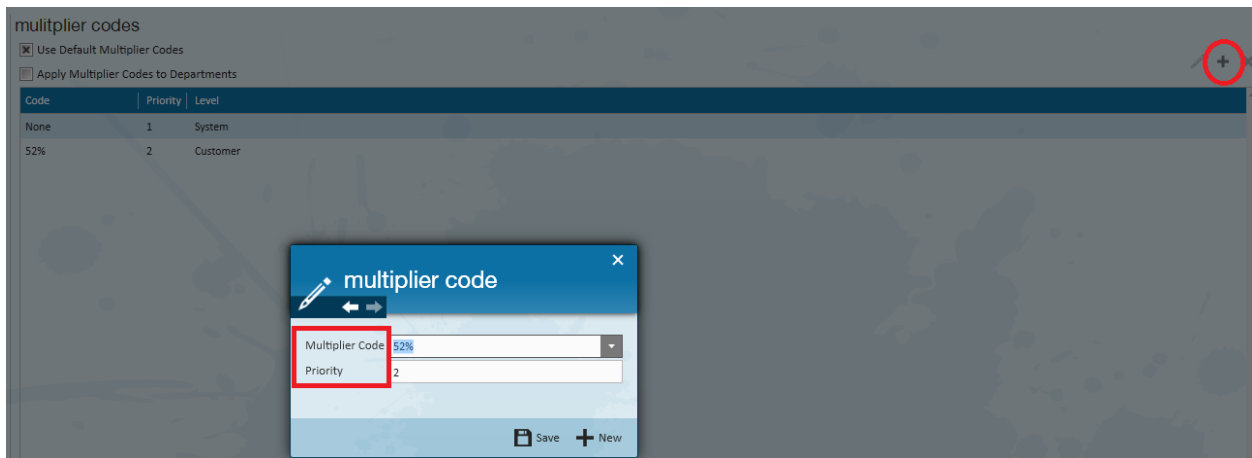 mulitplier codes
Use Default Multiplier Codes
Apply Multiplier Codes to Departments
Code Priority Level
None 1 System
52% 2 Customer
multiplier code
Multiplier Code 52%
Priority 2
Save New